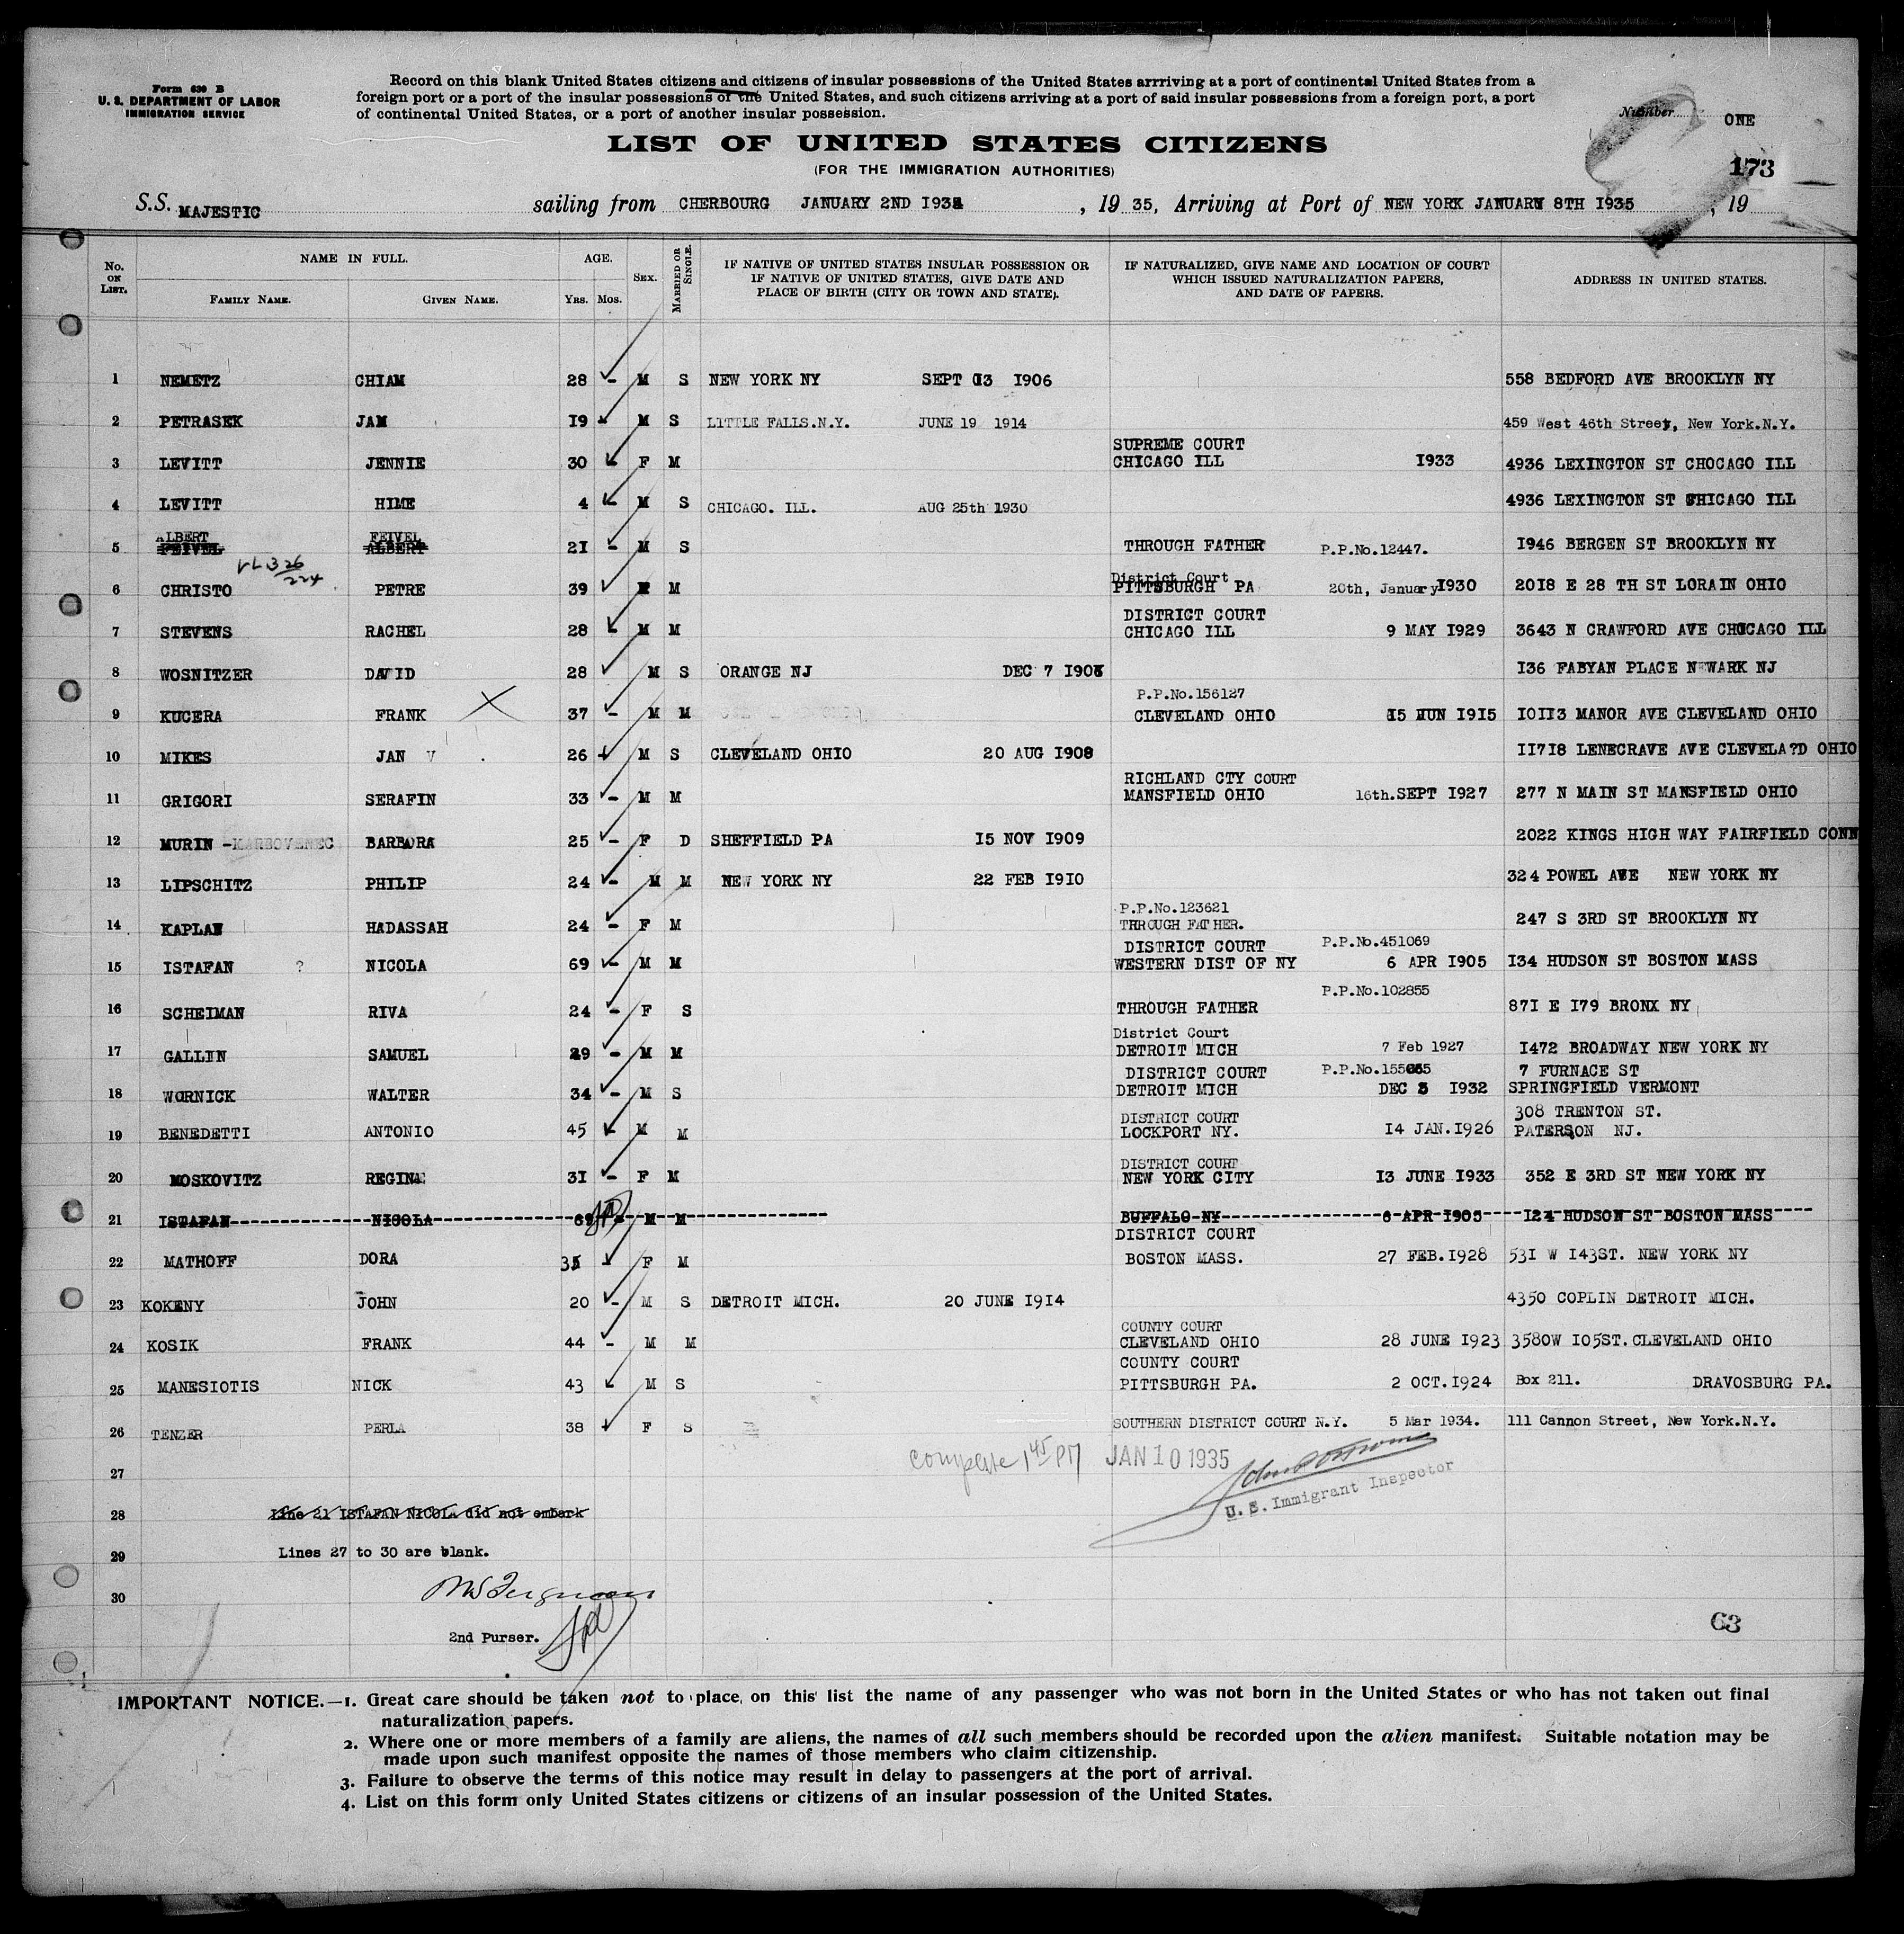 Form 630 B
U. S. DEPARTMENT OF LABOR
IMMIGRATION SERVICE
Record on this blank United States citizens and citizens of insular possessions of the United States arrriving at a port of continental United States from a
foreign port or a port of the insular possessions of the United States, and such citizens arriving at a port of said insular possessions from a foreign port, a port
of continental United States, or a port of another insular possession.
Number ONE
LIST OF UNITED STATES CITIZENS
(FOR THE IMMIGRATION AUTHORITIES)
173
S.S. MAJESTIC sailing from CHERBOURG JANUARY 2ND , 19 35, Arriving at Port of NEW YORK JANUARY 8TH 1935, 19
No. ON LIST. NAME IN FULL. AGE. SEX. MARRIED OR SINGLE. IF NATIVE OF UNITED STATES INSULAR POSSESSION OR IF NATIVE OF UNITED STATES, GIVE DATE AND PLACE OF BIRTH (CITY OR TOWN AND STATE). IF NATURALIZED, GIVE NAME AND LOCATION OF COURT WHICH ISSUED NATURALIZATION PAPERS, AND DATE OF PAPERS. ADDRESS IN UNITED STATES.
FAMILY NAME. GIVEN NAME. YRS. MOS.
1 NEMETZ CHIAM 28 - M S NEW YORK NY SEPT 13 1906 558 BEDFORD AVE BROOKLYN NY
2 PETRASEK JAM 19 - M S LITTLE FALLS.N.Y. JUNE 19 1914 459 West 46th Street, New York.N.Y.
SUPREME COURT
3 LEVITT JENNIE 30 - F M CHICAGO ILL 1933 4936 LEXINGTON ST CHOCAGO ILL
4 LEVITT HIME 4 - M S CHICAGO. ILL. AUG 25th 1930 4936 LEXINGTON ST CHICAGO ILL
ALBERT FEIVEL
5 FEIVEL ALBERT 21 - M S THROUGH FATHER P.P.No.12447. 1946 BERGEN ST BROOKLYN NY
District Court
6 CHRISTO PETRE 39 M PITTSBURGH PA 20th, January 1930 2018 E 28 TH ST LORAIN OHIO
DISTRICT COURT
7 STEVENS RACHEL 28 - M M CHICAGO ILL 9 MAY 1929 3643 N CRAWFORD AVE CHICAGO ILL
8 WOSNITZER DAVID 28 M S ORANGE NJ DEC 7 136 FABYAN PLACE NEWARK NJ
P.P.No.156127
9 KUCERA FRANK 37 - M M CLEVELAND OHIO 15 JUN 1915 10113 MANOR AVE CLEVELAND OHIO
10 MIKES JAN 26 - M S CLEVELAND OHIO 20 AUG 1908 11718 LENECRAVE AVE CLEVELA?D OHIO
RICHLAND CTY COURT
11 GRIGORI SERAFIN 33 - M M MANSFIELD OHIO 16th.SEPT 1927 277 N MAIN ST MANSFIELD OHIO
12 MURIN -KARBOVENEC BARBORA 25 - F D SHEFFIELD PA 15 NOV 1909 2022 KINGS HIGH WAY FAIRFIELD CONN
13 LIPSCHITZ PHILIP 24 - M M NEW YORK NY 22 FEB 1910 324 POWEL AVE NEW YORK NY
P.P.No.123621
14 KAPLAN HADASSAH 24 - F M THROUGH FATHER. 247 S 3RD ST BROOKLYN NY
DISTRICT COURT P.P.No.451069
15 ISTAFAN ? NICOLA 69 - M M WESTERN DIST OF NY 6 APR 1905 134 HUDSON ST BOSTON MASS
P.P.No.102855
16 SCHEIMAN RIVA 24 - F S THROUGH FATHER 871 E 179 BRONX NY
District Court
17 GALLIN SAMUEL 29 - M M DETROIT MICH 7 Feb 1927 1472 BROADWAY NEW YORK NY
DISTRICT COURT P.P.No. 7 FURNACE ST
18 WORNICK WALTER 34 - M S DETROIT MICH DEC 1932 SPRINGFIELD VERMONT
DISTRICT COURT 308 TRENTON ST.
19 BENEDETTI ANTONIO 45 - M M LOCKPORT NY. 14 JAN.1926 PATERSON NJ.
DISTRICT COURT
20 MOSKOVITZ REGINE 31 - F M NEW YORK CITY 13 JUNE 1933 352 E 3RD ST NEW YORK NY
21 ISTAFAN NICOLA 69 M M BUFFALO NY 6 APR 1905 124 HUDSON ST BOSTON MASS
DISTRICT COURT
22 MATHOFF DORA - F M BOSTON MASS. 27 FEB.1928 531 W 143ST. NEW YORK NY
23 KOKENY JOHN 20 - M S DETROIT MICH. 20 JUNE 1914 4350 COPLIN DETROIT MICH.
COUNTY COURT
24 KOSIK FRANK 44 - M M CLEVELAND OHIO 28 JUNE 1923 3580W 105ST. CLEVELAND OHIO
COUNTY COURT
25 MANESIOTIS NICK 43 - M S PITTSBURGH PA. 2 OCT.1924 Box 211. DRAVOSBURG PA.
26 TENZER PERLA 38 - F S SOUTHERN DISTRICT COURT N.Y. 5 Mar 1934. 111 Cannon Street, New York.N.Y.
complete 1 45 PM JAN 10 1935
27
U. S. Immigrant Inspector
28 Line 21 ISTAFAN NICOLA did not embark
29 Lines 27 to 30 are blank.
30
63
2nd Purser.
IMPORTANT NOTICE.—1. Great care should be taken not to place on this list the name of any passenger who was not born in the United States or who has not taken out final
naturalization papers.
2. Where one or more members of a family are aliens, the names of all such members should be recorded upon the alien manifest. Suitable notation may be
made upon such manifest opposite the names of those members who claim citizenship.
3. Failure to observe the terms of this notice may result in delay to passengers at the port of arrival.
4. List on this form only United States citizens or citizens of an insular possession of the United States.